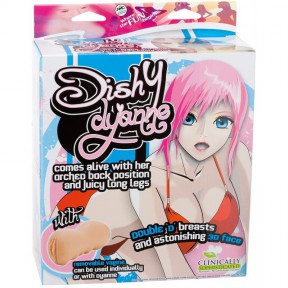 Dishy
dyanne
comes alive with her
arched back position
and juicy long legs
With
Double D breasts
and astonishing 3D face
removable vagina
can be used individually
or with dyanne
CLINICALLY